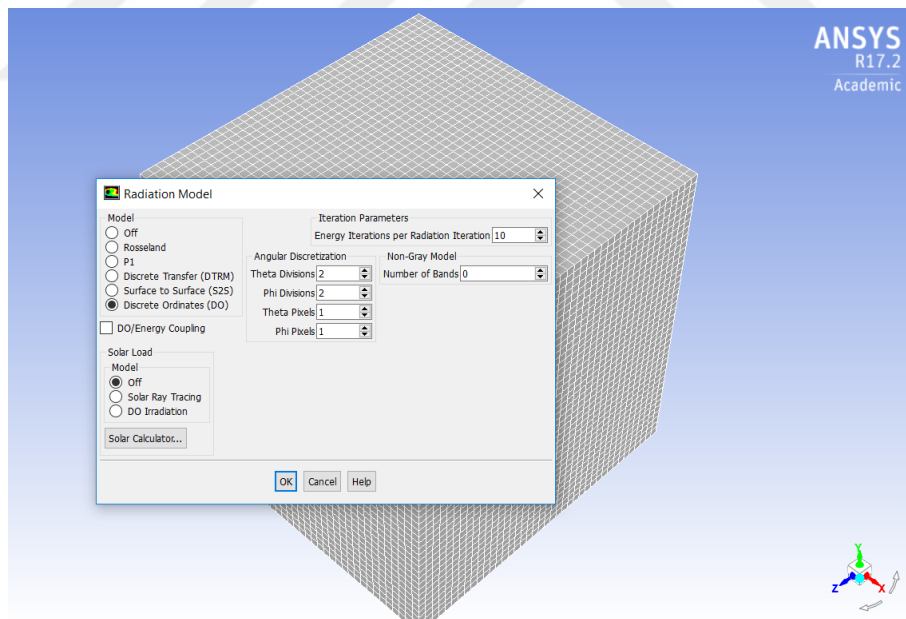 ANSYS
R17.2
Academic
Radiation Model
Model
Off
Rosseland
P1
Discrete Transfer (DTRM)
Surface to Surface (S2S)
Discrete Ordinates (DO)
DO/Energy Coupling
Solar Load
Model
Off
Solar Ray Tracing
DO Irradiation
Solar Calculator...
Iteration Parameters
Energy Iterations per Radiation Iteration 10
Angular Discretization
Theta Divisions 2
Phi Divisions 2
Theta Pixels 1
Phi Pixels 1
Non-Gray Model
Number of Bands 0
OK Cancel Help
Y
Z X